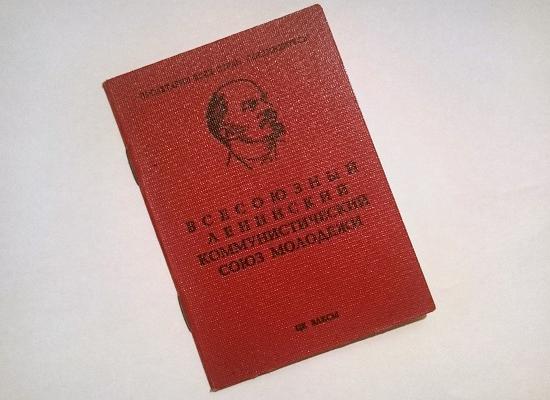 ПРОЛЕТАРИИ ВСЕХ СТРАН, СОЕДИНЯЙТЕСЬ!
ВСЕСОЮЗНЫЙ
ЛЕНИНСКИЙ
КОММУНИСТИЧЕСКИЙ
СОЮЗ МОЛОДЕЖИ
ЦК ВЛКСМ